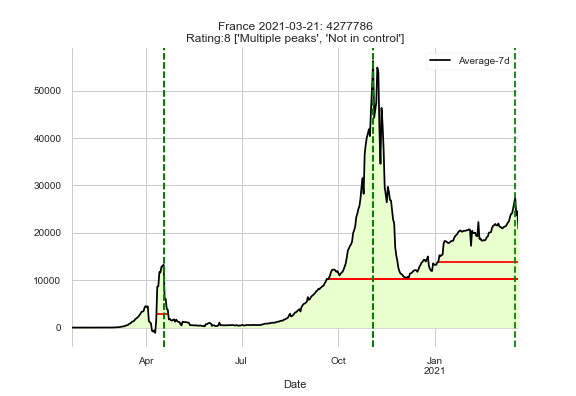 France 2021-03-21: 4277786
Rating:8 ['Multiple peaks', 'Not in control']
Average-7d
50000
40000
30000
20000
10000
0
Apr
Jul
Oct
Jan
2021
Date